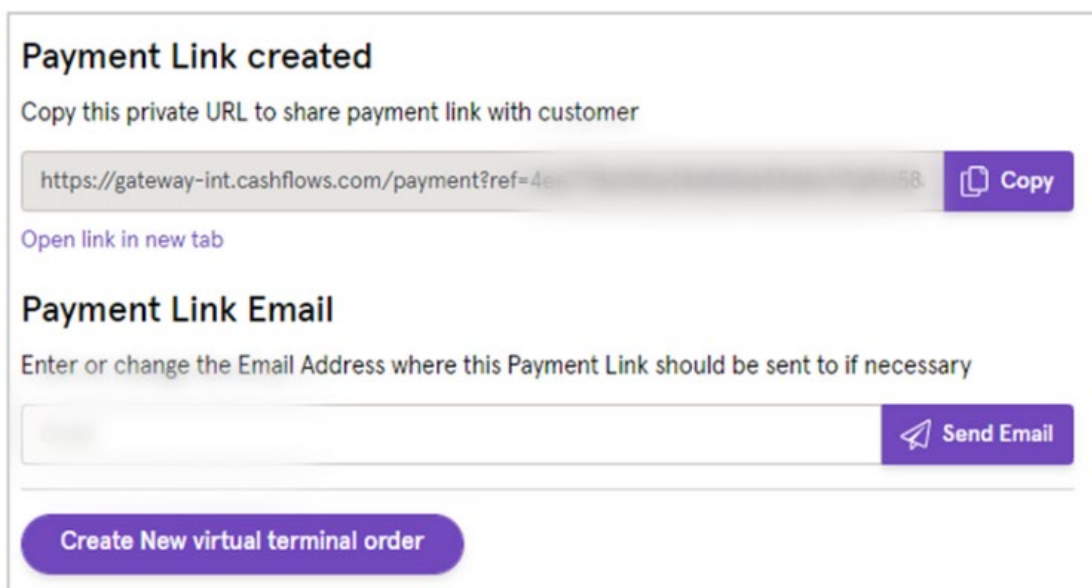 Payment Link created
Copy this private URL to share payment link with customer
https://gateway-int.cashflows.com/payment?ref=4e
58
Copy
Open link in new tab
Payment Link Email
Enter or change the Email Address where this Payment Link should be sent to if necessary
Send Email
Create New virtual terminal order